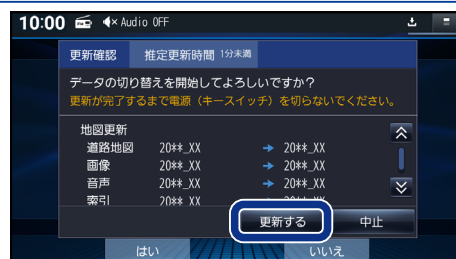 10:00 Audio OFF
更新確認 推定更新時間 1分未満
データの切り替えを開始してよろしいですか？
更新が完了するまで電源（キースイッチ）を切らないでください。
地図更新
道路地図 20**_XX → 20**_XX
画像 20**_XX → 20**_XX
音声 20**_XX → 20**_XX
索引 20**_XX → 20**_XX
更新する 中止
はい いいえ